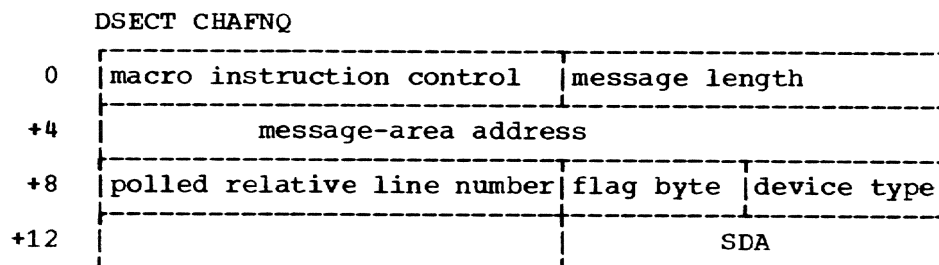 DSECT CHAFNQ
0 macro instruction control message length
+4 message-area address
+8 polled relative line number flag byte device type
+12 SDA